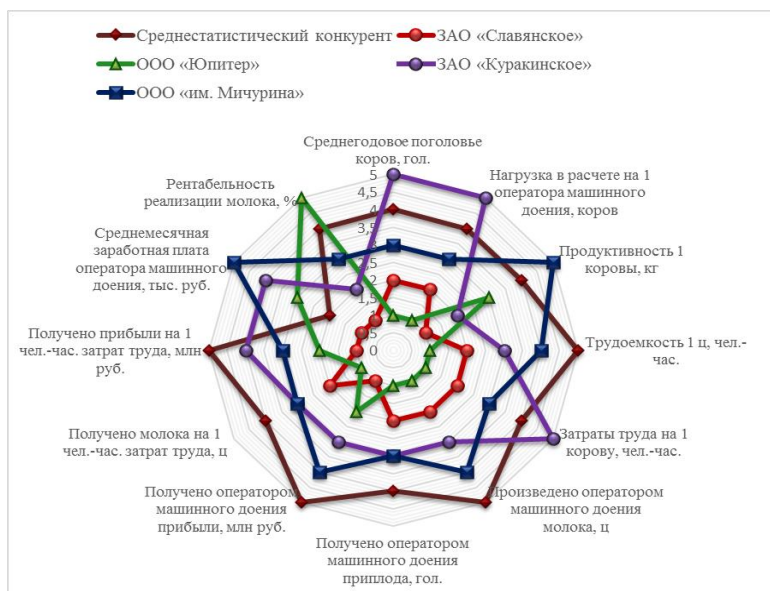 Среднестатистический конкурент
ЗАО «Славянское»
ООО «Юпитер»
ЗАО «Куракинское»
ООО «им. Мичурина»
Среднегодовое поголовье
коров, гол.
Нагрузка в расчете на 1
оператора машинного
доения, коров
Продуктивность 1
коровы, кг
Трудоемкость 1 ц, чел.-
час.
Затраты труда на 1
корову, чел.-час.
Произведено оператором
машинного доения
молока, ц
Получено оператором
машинного доения
приплода, гол.
Получено оператором
машинного доения
прибыли, млн руб.
Получено молока на 1
чел.-час. затрат труда, ц
Получено прибыли на 1
чел.-час. затрат труда, млн
руб.
Среднемесячная
заработная плата
оператора машинного
доения, тыс. руб.
Рентабельность
реализации молока, %
5
4,5
4
3,5
3
2,5
2
1,5
1
0